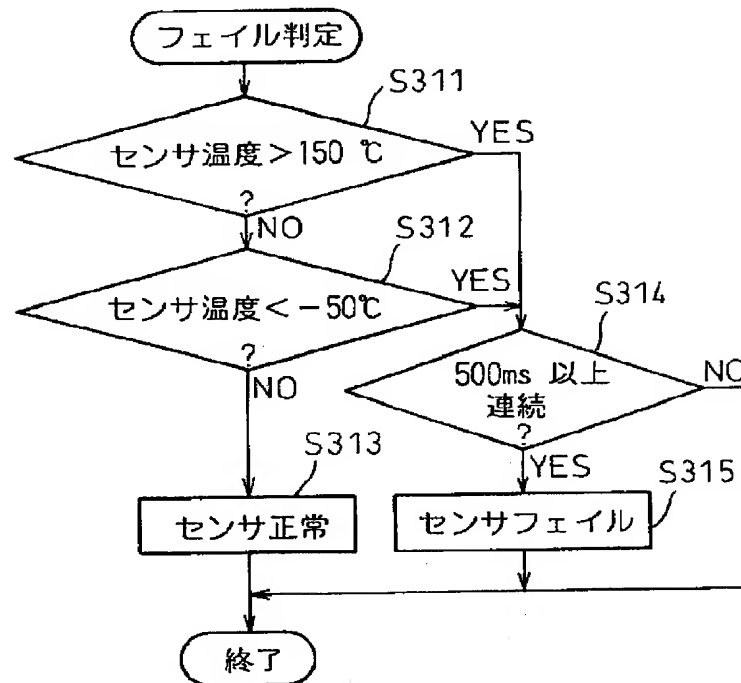 フェイル判定
S311
センサ温度>150 ℃
YES
?
NO
S312
センサ温度<-50℃
YES
?
NO
S314
500ms 以上
連続
NO
?
YES
S313
センサ正常
S315
センサフェイル
終了